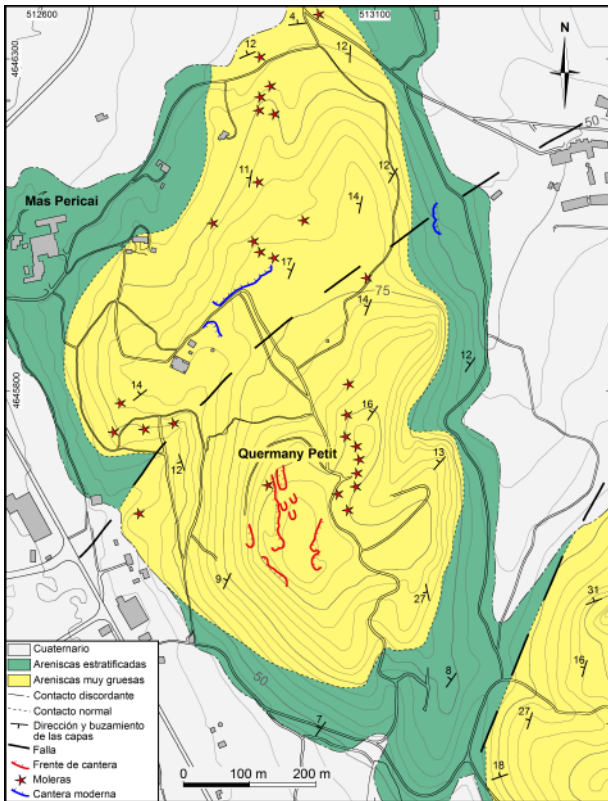 512600
513100
4646300
4645800
N
4
12
12
50
12
11
14
Mas Pericai
17
75
14
12
14
16
Quermany Petit
13
12
9
27
31
8
16
50
7
27
18
Cuaternario
Areniscas estratificadas
Areniscas muy gruesas
Contacto discordante
Contacto normal
Dirección y buzamiento
de las capas
Falla
Frente de cantera
Moleras
Cantera moderna
0 100 m 200 m